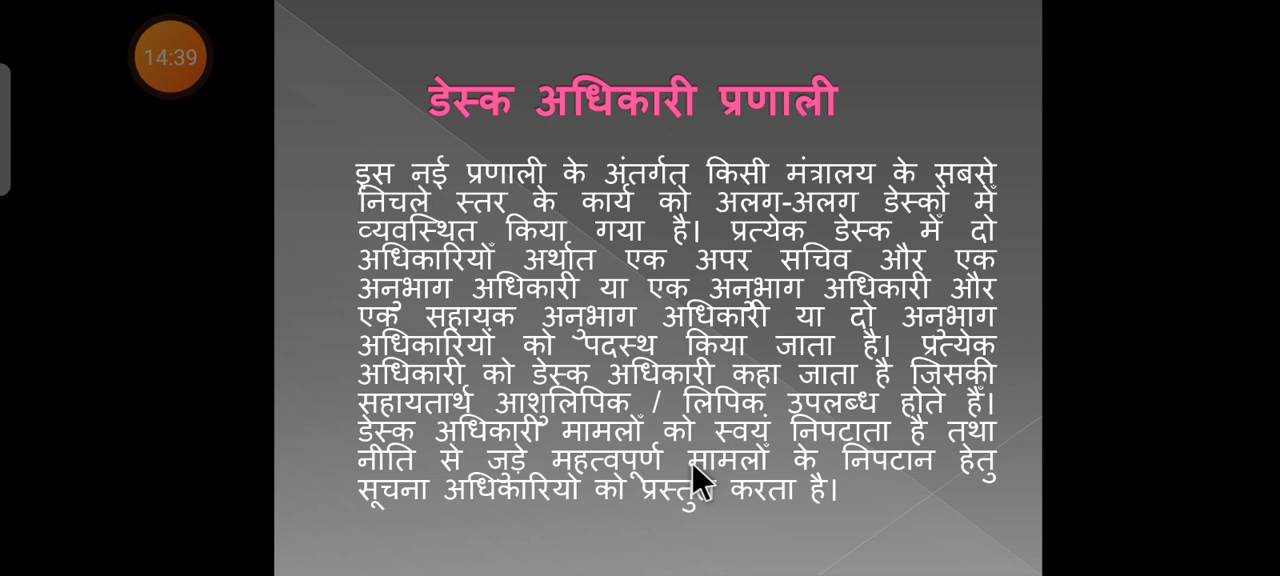 14:39
डेस्क अधिकारी प्रणाली
इस नई प्रणाली के अंतर्गत किसी मंत्रालय के सबसे
निचले स्तर के कार्य को अलग-अलग डेस्कों में
व्यवस्थित किया गया है। प्रत्येक डेस्क में दो
अधिकारियों अर्थात एक अपर सचिव और एक
अनुभाग अधिकारी या एक अनुभाग अधिकारी और
एक सहायक अनुभाग अधिकारी या दो अनुभाग
अधिकारियों को पदस्थ किया जाता है। प्रत्येक
अधिकारी को डेस्क अधिकारी कहा जाता है जिसकी
सहायतार्थ आशुलिपिक / लिपिक उपलब्ध होते हैं।
डेस्क अधिकारी मामलों को स्वयं निपटाता है तथा
नीति से जुड़े महत्वपूर्ण मामलों के निपटान हेतु
सूचना अधिकारियों को प्रस्तुत करता है।